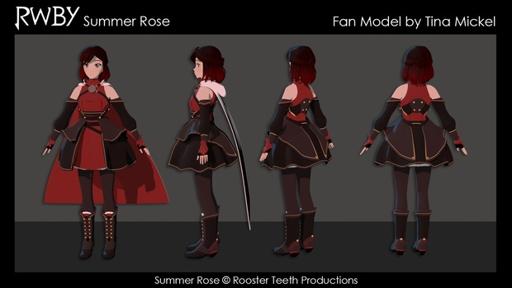 RWBY Summer Rose
Fan Model by Tina Mickel
Summer Rose © Rooster Teeth Productions